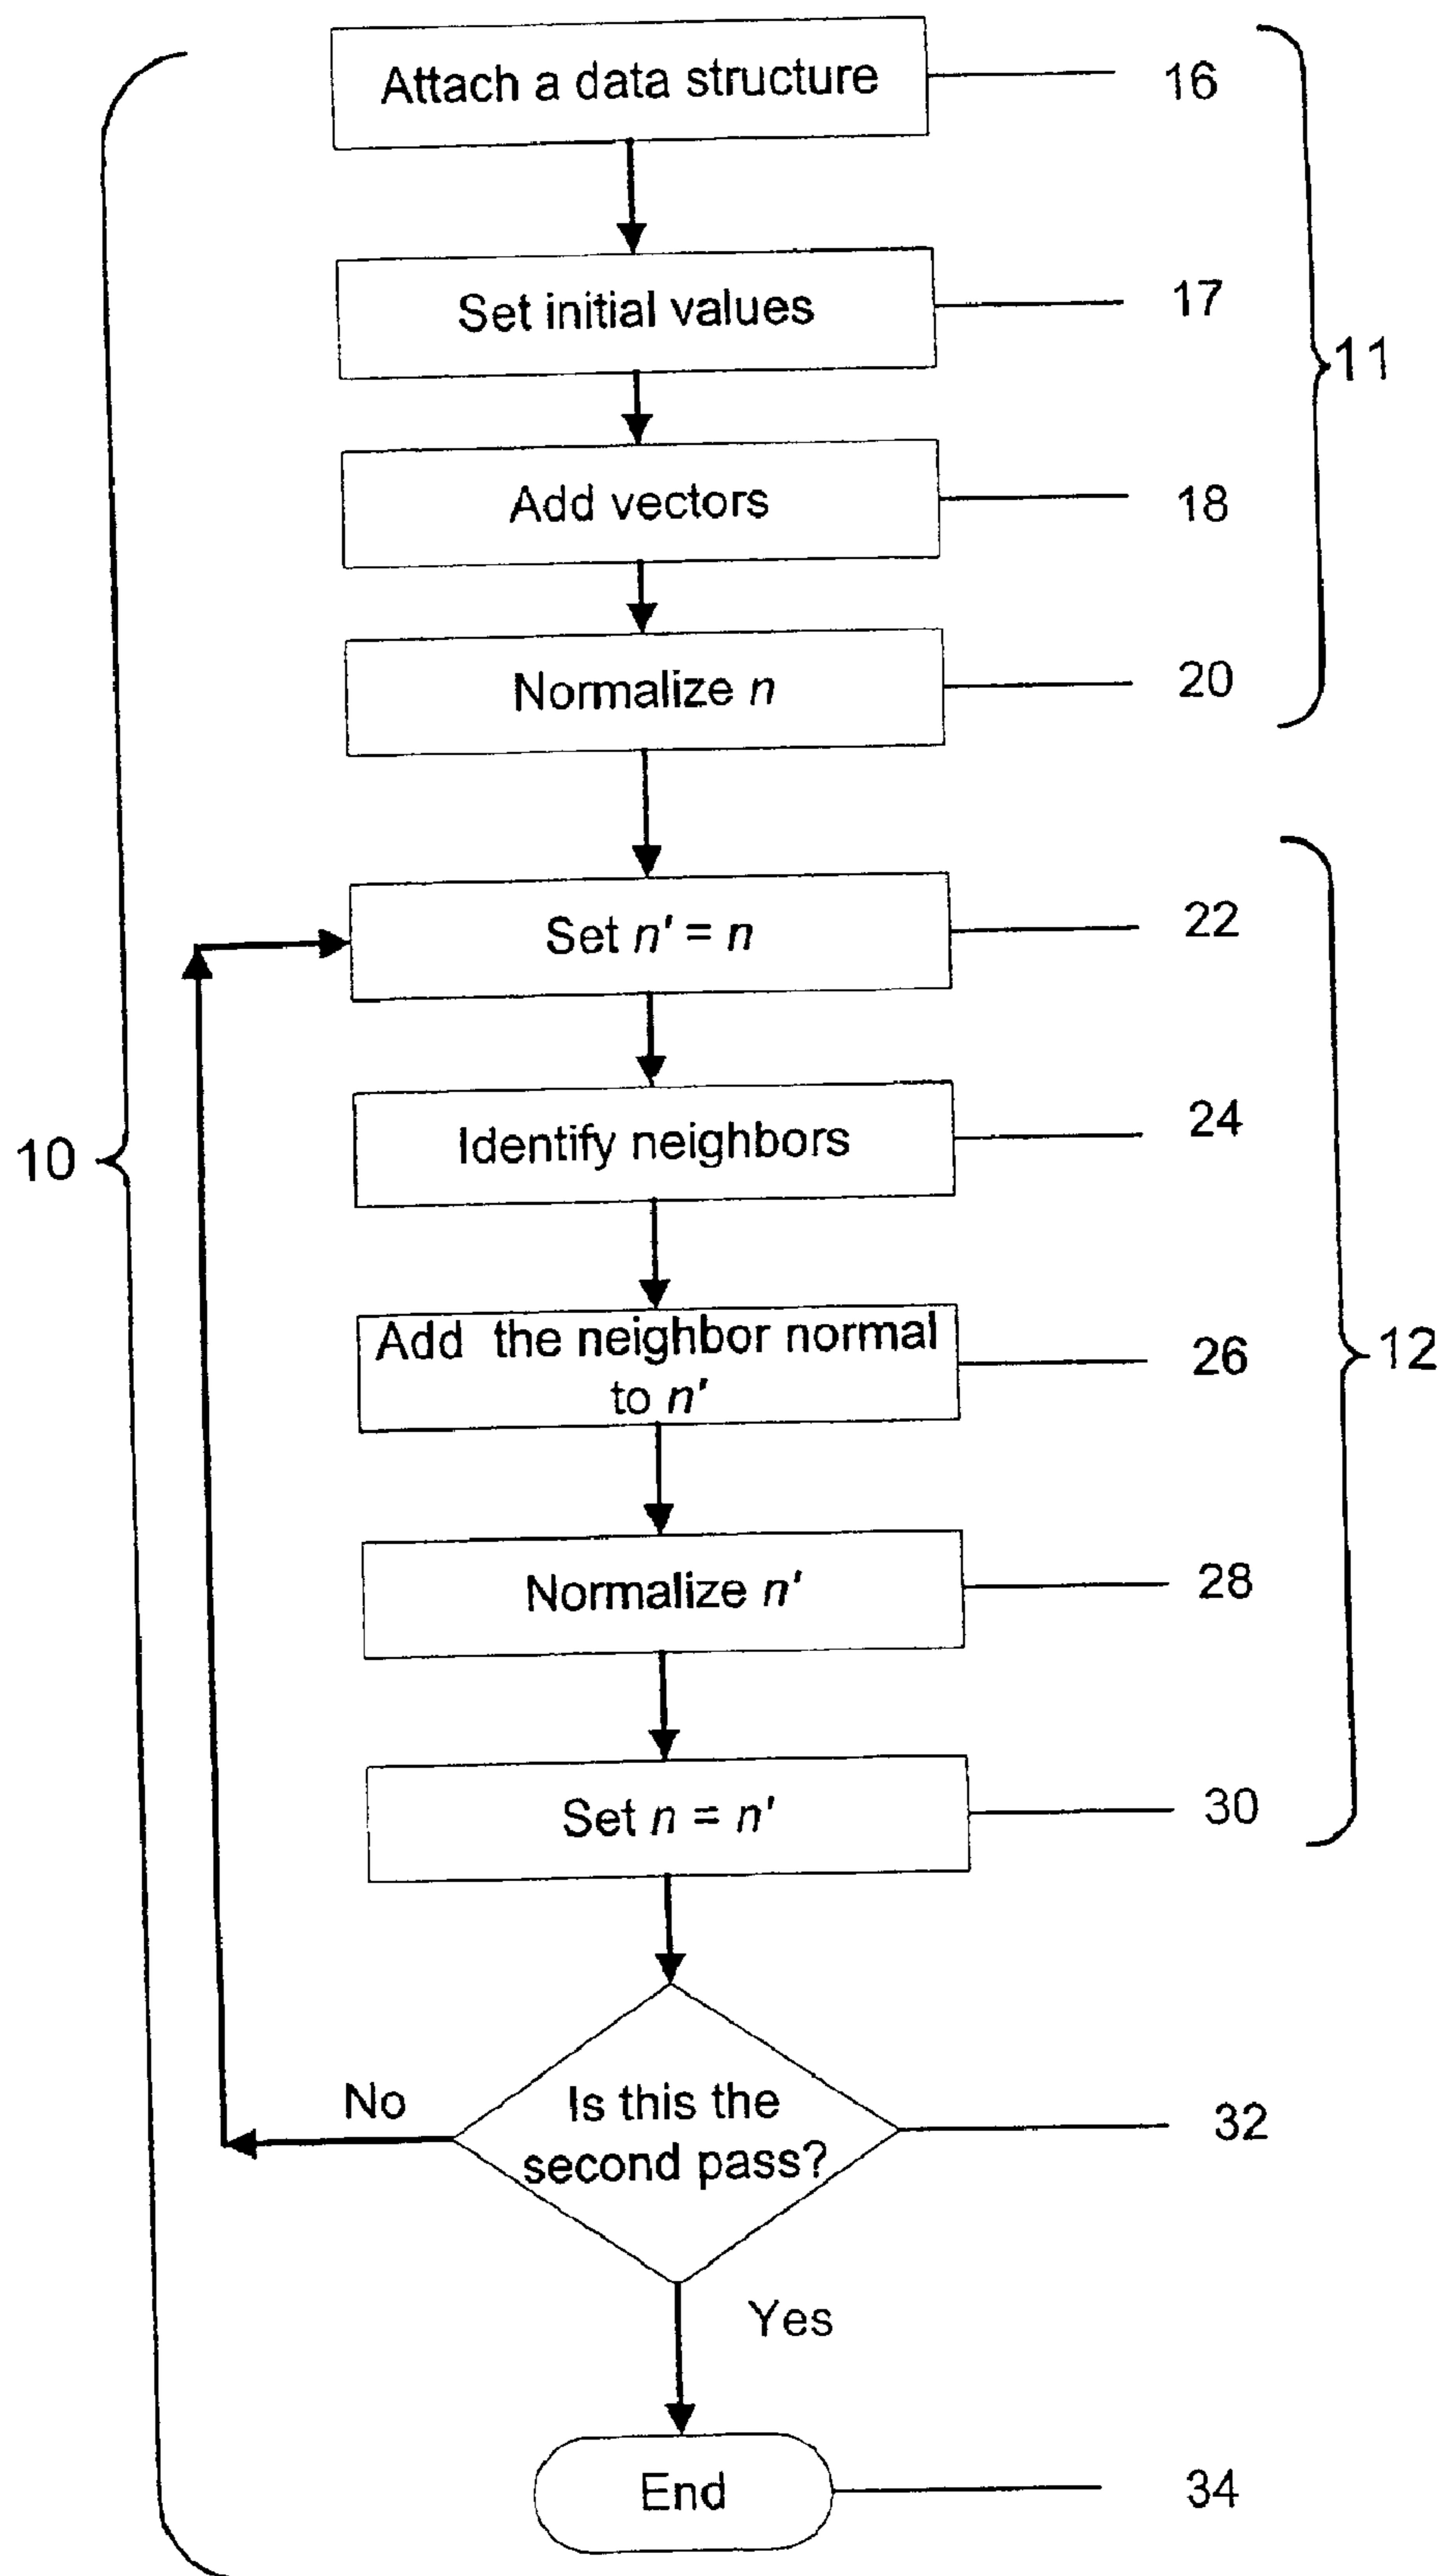 Attach a data structure
16
Set initial values
17
11
Add vectors
18
Normalize n
20
Set n' = n
22
Identify neighbors
24
10
Add the neighbor normal
to n'
26
12
Normalize n'
28
Set n = n'
30
No
Is this the
second pass?
32
Yes
End
34